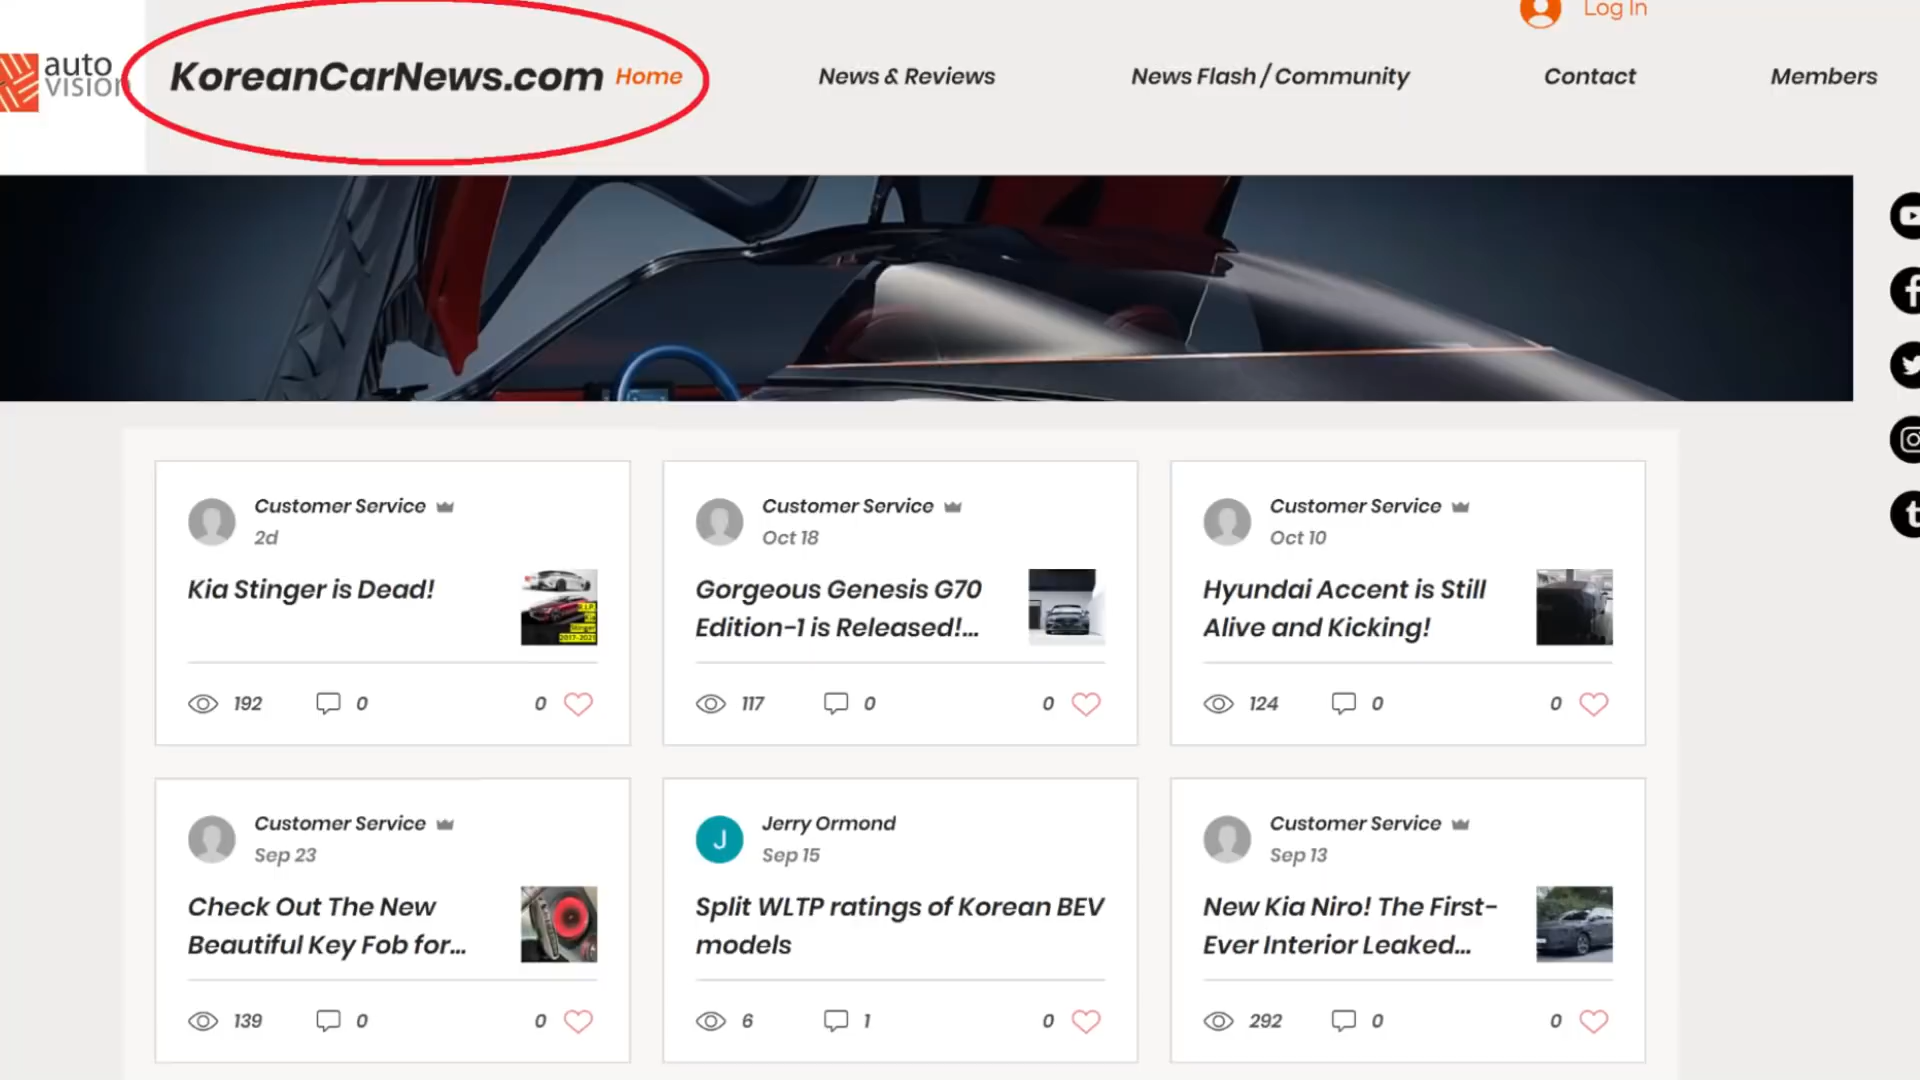 Log In
auto
vision
KoreanCarNews.com Home News & Reviews News Flash / Community Contact Members
Customer Service
2d
Kia Stinger is Dead!
R.I.P.
Kia
Stinger
2017-2021
192 0 0
Customer Service
Oct 18
Gorgeous Genesis G70
Edition-1 is Released!...
117 0 0
Customer Service
Oct 10
Hyundai Accent is Still
Alive and Kicking!
124 0 0
Customer Service
Sep 23
Check Out The New
Beautiful Key Fob for...
139 0 0
J
Jerry Ormond
Sep 15
Split WLTP ratings of Korean BEV
models
6 1 0
Customer Service
Sep 13
New Kia Niro! The First-
Ever Interior Leaked...
292 0 0